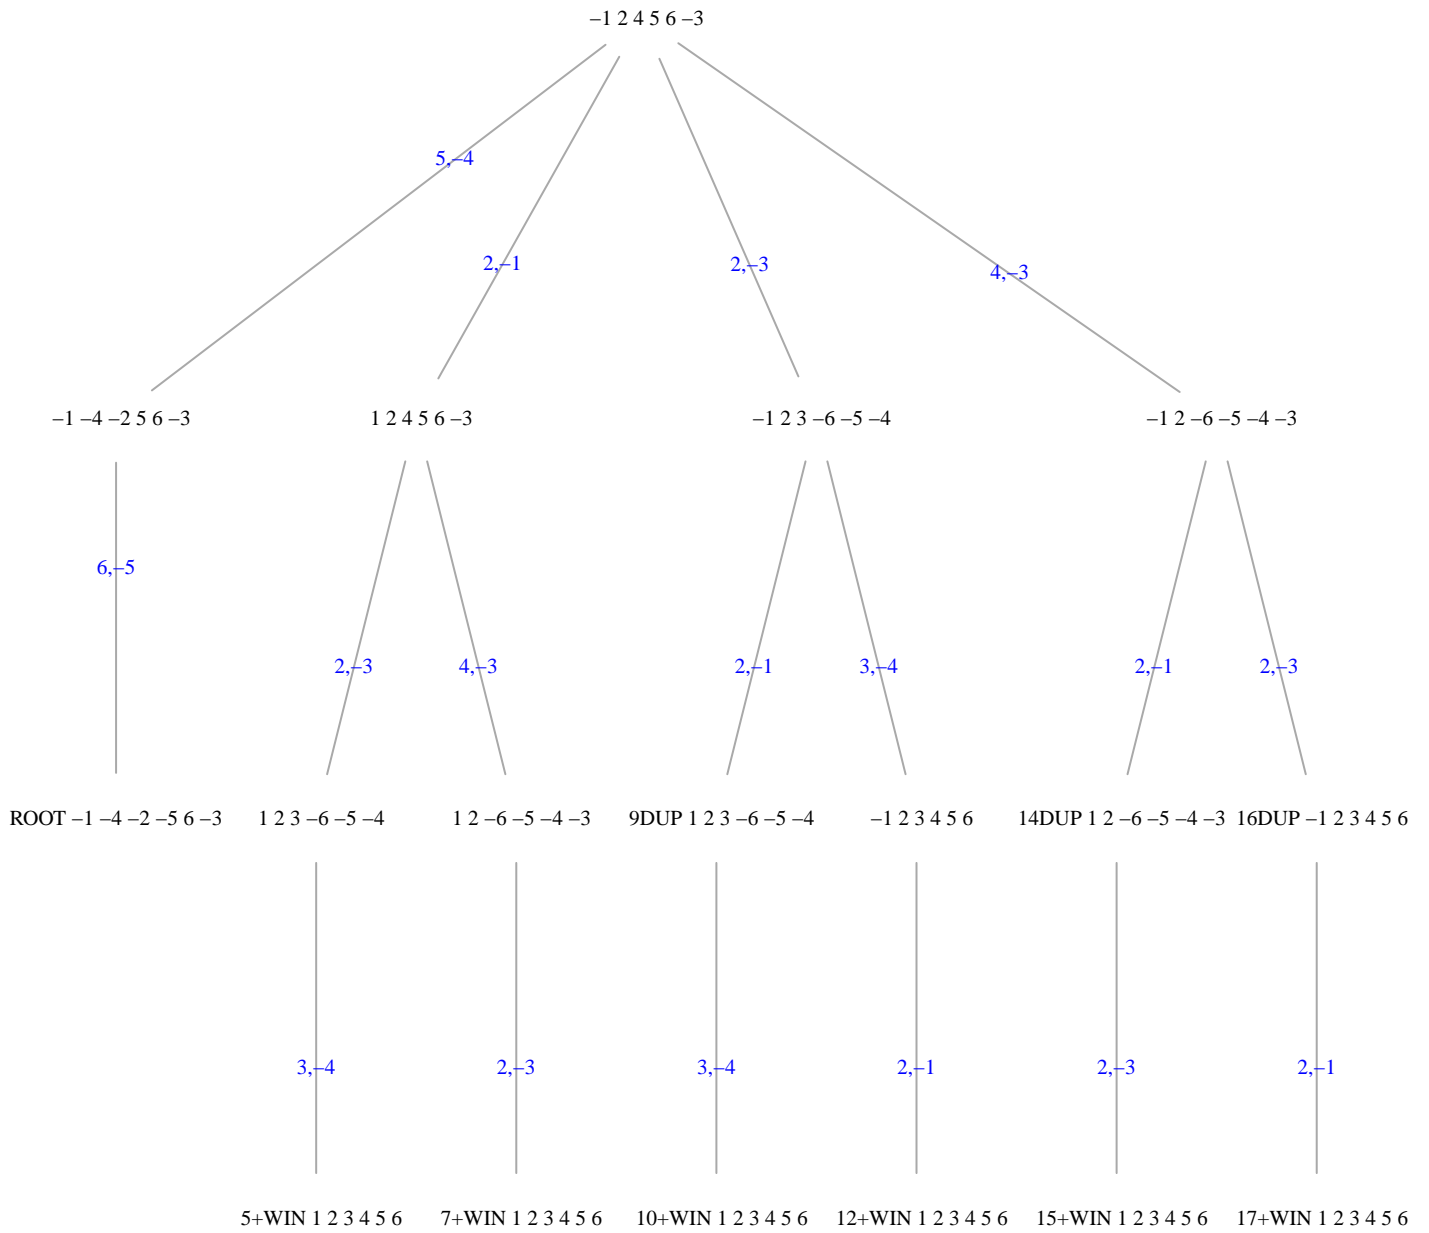 –1 2 4 5 6 –3
5,–4
2,–1
2,–3
4,–3
–1 –4 –2 5 6 –3
1 2 4 5 6 –3
–1 2 3 –6 –5 –4
–1 2 –6 –5 –4 –3
6,–5
2,–3
4,–3
2,–1
3,–4
2,–1
2,–3
ROOT –1 –4 –2 –5 6 –3
1 2 3 –6 –5 –4
1 2 –6 –5 –4 –3
9DUP 1 2 3 –6 –5 –4
–1 2 3 4 5 6
14DUP 1 2 –6 –5 –4 –3
16DUP –1 2 3 4 5 6
3,–4
2,–3
3,–4
2,–1
2,–3
2,–1
5+WIN 1 2 3 4 5 6
7+WIN 1 2 3 4 5 6
10+WIN 1 2 3 4 5 6
12+WIN 1 2 3 4 5 6
15+WIN 1 2 3 4 5 6
17+WIN 1 2 3 4 5 6